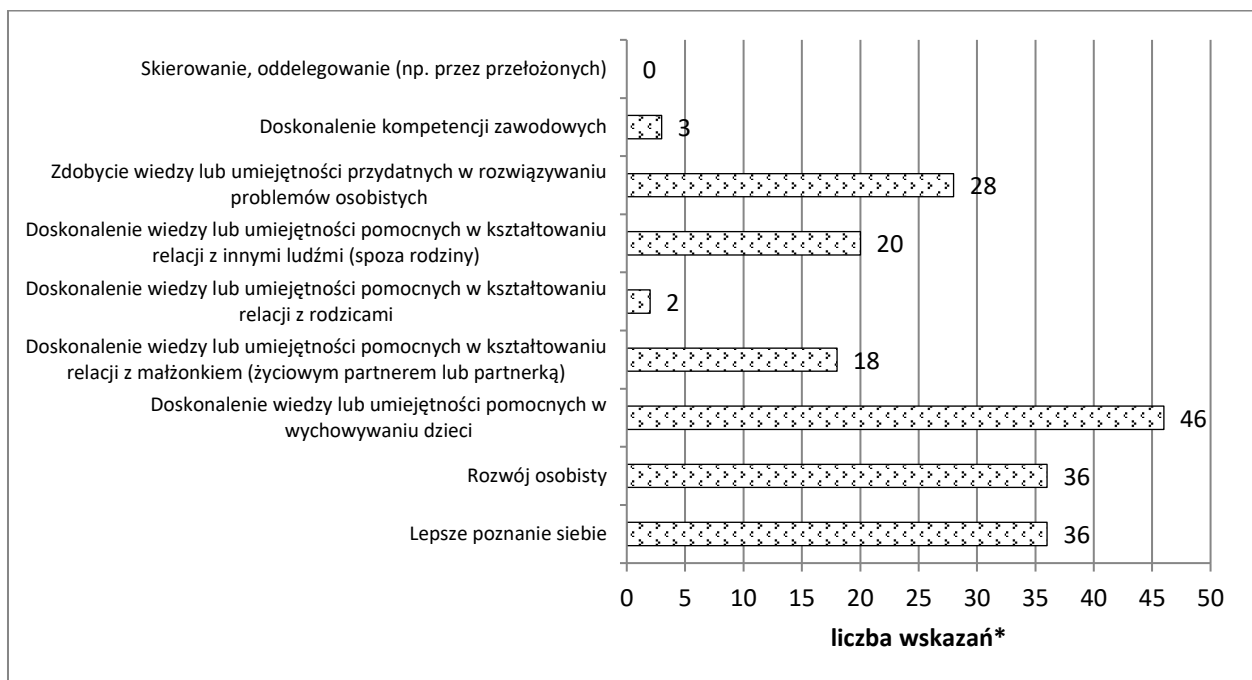 Skierowanie, oddelegowanie (np. przez przełożonych)
0
Doskonalenie kompetencji zawodowych
3
Zdobycie wiedzy lub umiejętności przydatnych w rozwiązywaniu
problemów osobistych
28
Doskonalenie wiedzy lub umiejętności pomocnych w kształtowaniu
relacji z innymi ludźmi (spoza rodziny)
20
Doskonalenie wiedzy lub umiejętności pomocnych w kształtowaniu
relacji z rodzicami
2
Doskonalenie wiedzy lub umiejętności pomocnych w kształtowaniu
relacji z małżonkiem (życiowym partnerem lub partnerką)
18
Doskonalenie wiedzy lub umiejętności pomocnych w
wychowywaniu dzieci
46
Rozwój osobisty
36
Lepsze poznanie siebie
36
0 5 10 15 20 25 30 35 40 45 50
liczba wskazań*